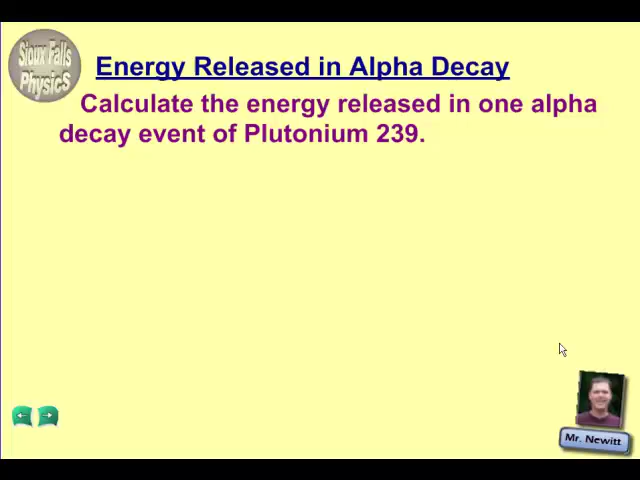 Sioux Falls
PhysicS
Energy Released in Alpha Decay
Calculate the energy released in one alpha
decay event of Plutonium 239.
Mr. Newitt